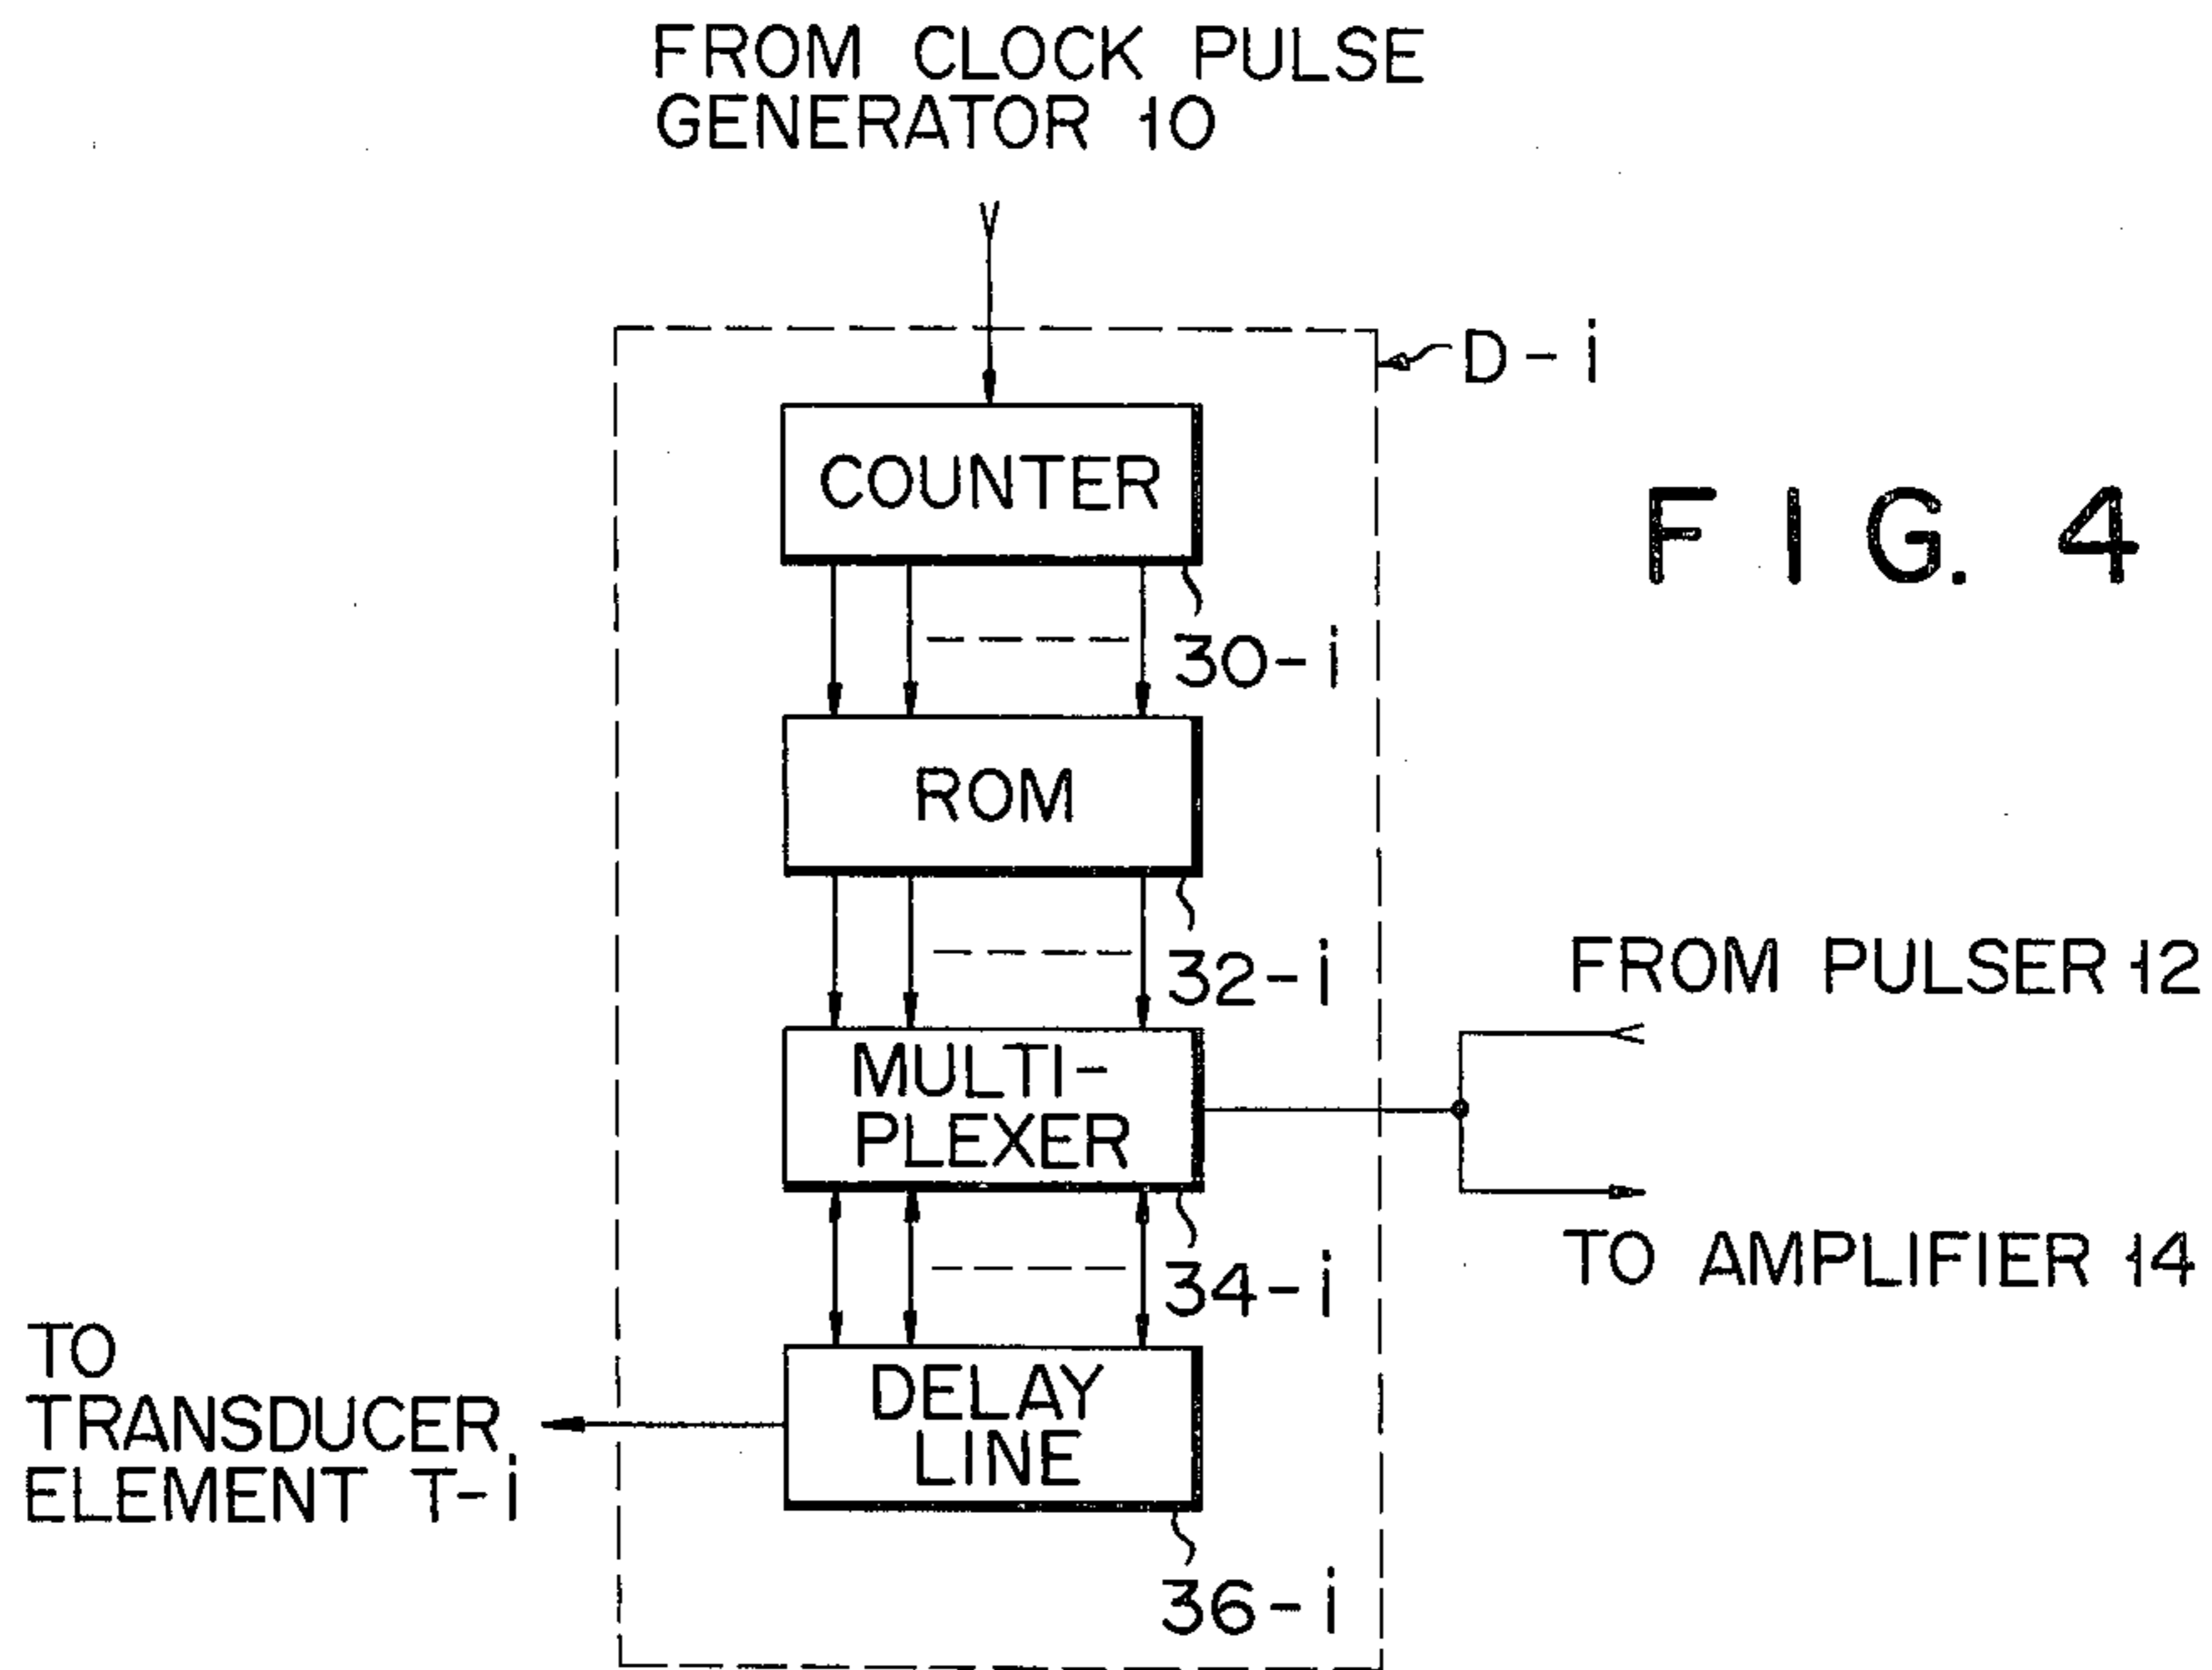 FROM CLOCK PULSE
GENERATOR 10
D-i
COUNTER
FIG. 4
30-i
ROM
32-i
FROM PULSER 12
MULTI-
PLEXER
34-i
TO AMPLIFIER 14
TO
TRANSDUCER
ELEMENT T-i
DELAY
LINE
36-i